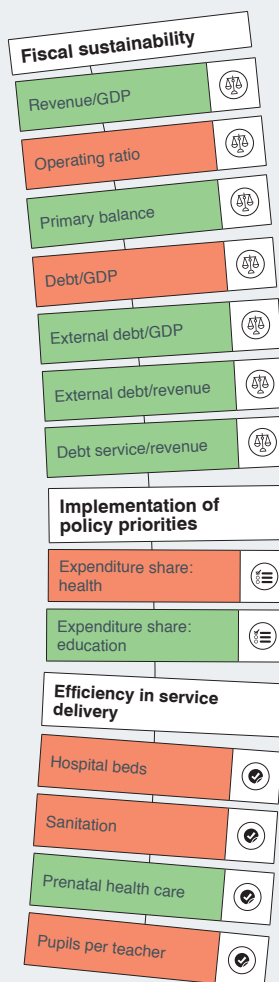 Fiscal sustainability
Revenue/GDP
Operating ratio
Primary balance
Debt/GDP
External debt/GDP
External debt/revenue
Debt service/revenue
Implementation of
policy priorities
Expenditure share:
health
Expenditure share:
education
Efficiency in service
delivery
Hospital beds
Sanitation
Prenatal health care
Pupils per teacher